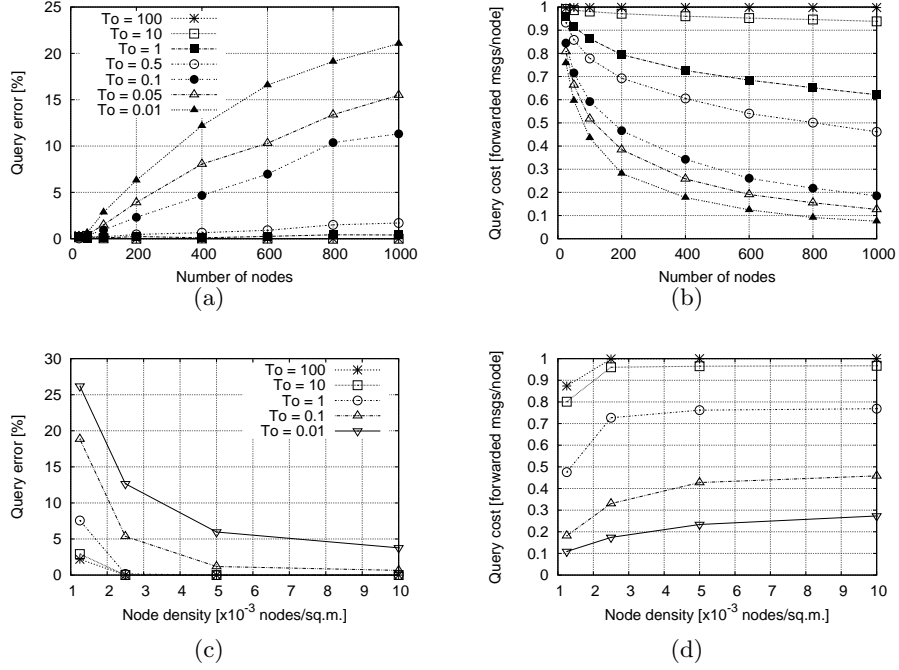 25
20
15
10
5
0
Query error [%]
To = 100
To = 10
To = 1
To = 0.5
To = 0.1
To = 0.05
To = 0.01
0 200 400 600 800 1000
Number of nodes
(a)
1
0.9
0.8
0.7
0.6
0.5
0.4
0.3
0.2
0.1
0
Query cost [forwarded msgs/node]
0 200 400 600 800 1000
Number of nodes
(b)
30
25
20
15
10
5
0
Query error [%]
To = 100
To = 10
To = 1
To = 0.1
To = 0.01
1 2 3 4 5 6 7 8 9 10
Node density [x10⁻³ nodes/sq.m.]
(c)
1
0.9
0.8
0.7
0.6
0.5
0.4
0.3
0.2
0.1
0
Query cost [forwarded msgs/node]
1 2 3 4 5 6 7 8 9 10
Node density [x10⁻³ nodes/sq.m.]
(d)